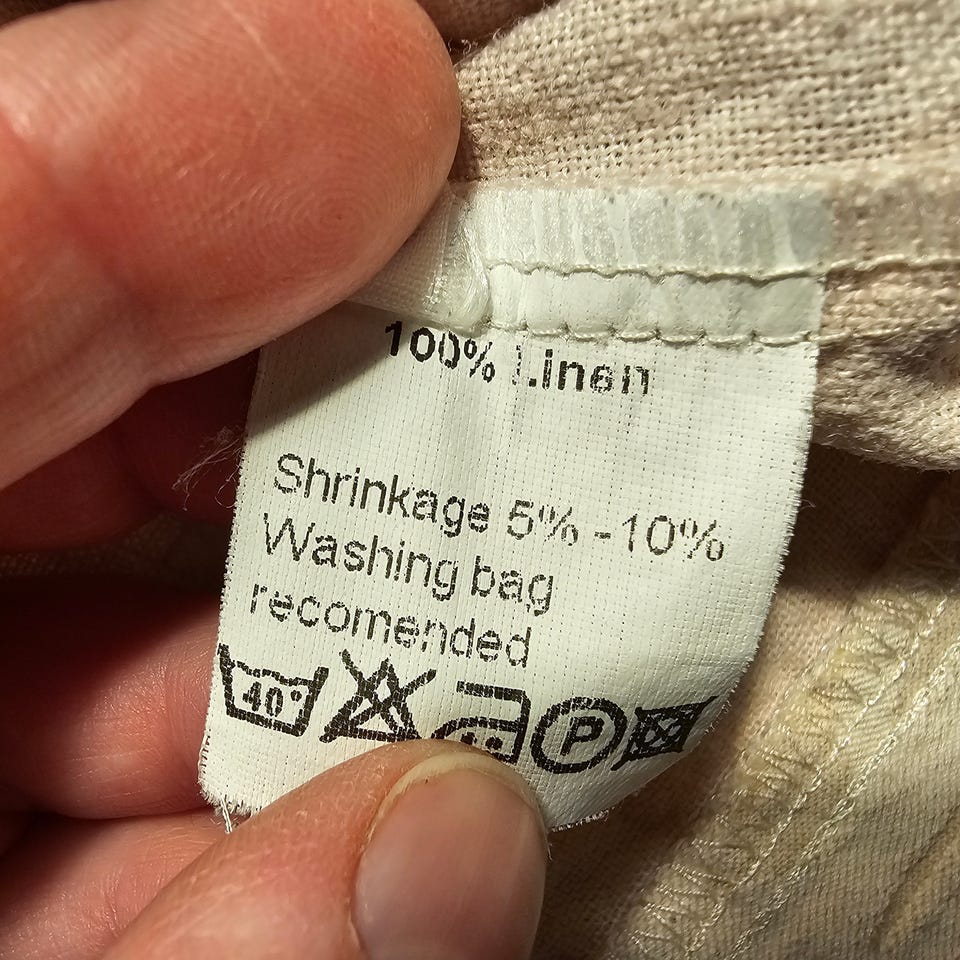 100% Linen
Shrinkage 5% -10%
Washing bag
recomended
40° P